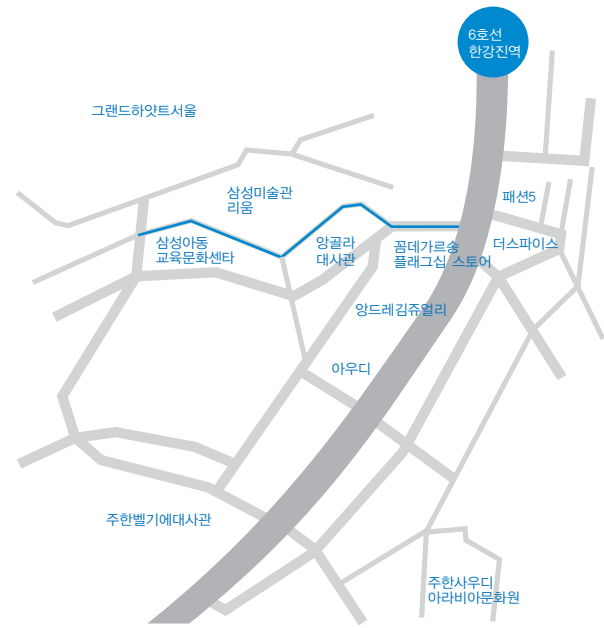 6호선
한강진역
그랜드하얏트서울
삼성미술관
리움
패션5
삼성아동
교육문화센타
앙골라
대사관
꼼데가르송
플래그십 스토어
더스파이스
앙드레김쥬얼리
아우디
주한벨기에대사관
주한사우디
아라비아문화원